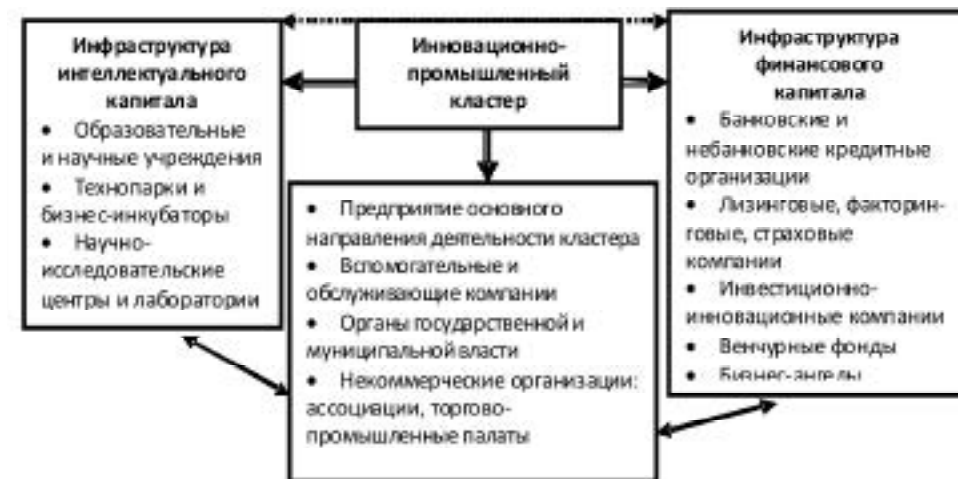 Инфраструктура
интеллектуального
капитала
• Образовательные
и научные учреждения
• Технопарки и
бизнес-инкубаторы
• Научно-
исследовательские
центры и лаборатории
Инновационно-
промышленный
кластер
• Предприятие основного
направления деятельности кластера
• Вспомогательные и
обслуживающие компании
• Органы государственной и
муниципальной власти
• Некоммерческие организации:
ассоциации, торгово-
промышленные палаты
Инфраструктура
финансового
капитала
• Банковские и
небанковские кредитные
организации
• Лизинговые, факторин-
говые, страховые
компании
• Инвестиционно-
инновационные компании
• Венчурные фонды
• Бизнес-ангелы